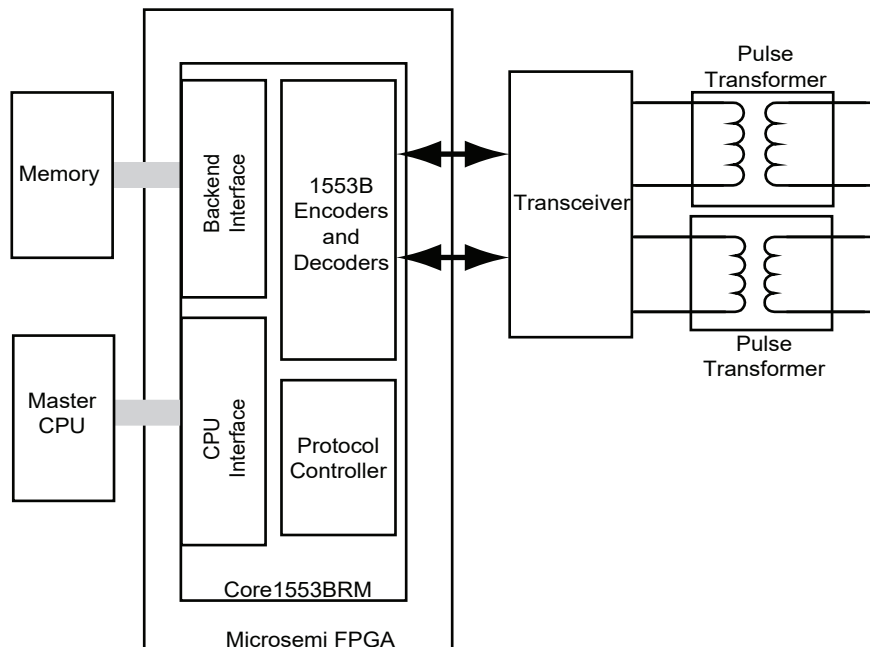 Pulse
Transformer
Memory
Backend
Interface
1553B
Encoders
and
Decoders
Transceiver
Master
CPU
CPU
Interface
Protocol
Controller
Pulse
Transformer
Core1553BRM
Microsemi FPGA